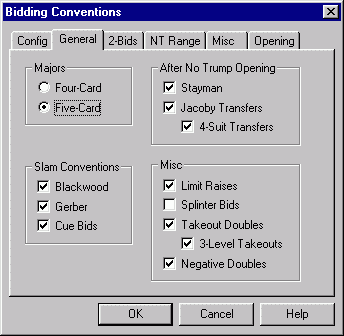 Bidding Conventions
Config General 2-Bids NT Range Misc Opening
Majors
Four-Card
Five-Card
After No Trump Opening
Stayman
Jacoby Transfers
4-Suit Transfers
Slam Conventions
Blackwood
Gerber
Cue Bids
Misc
Limit Raises
Splinter Bids
Takeout Doubles
3-Level Takeouts
Negative Doubles
OK Cancel Help